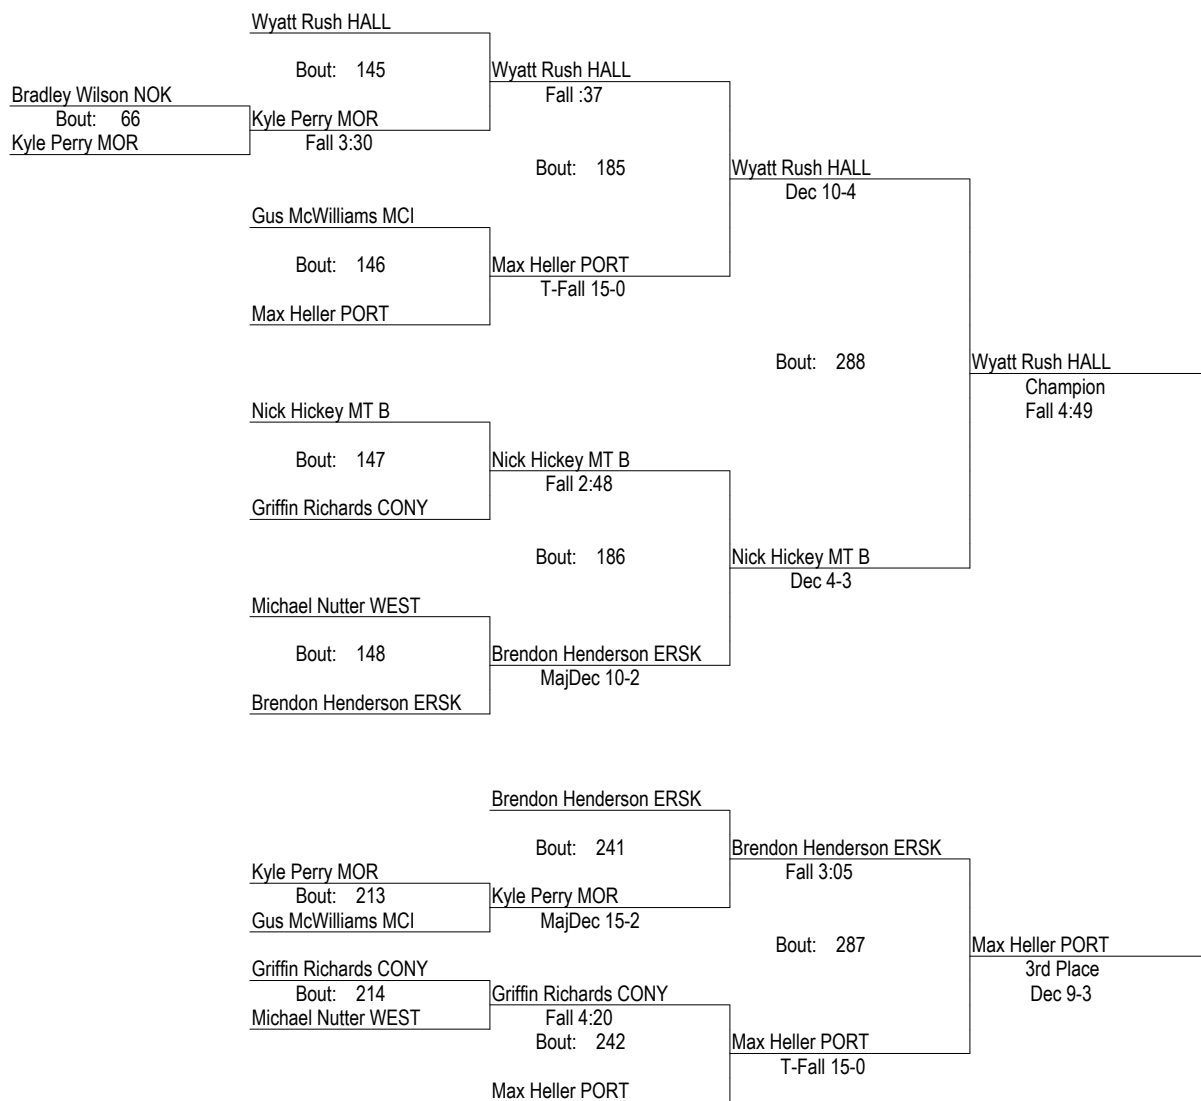 Wyatt Rush HALL
Bout: 145
Wyatt Rush HALL
Fall :37
Bradley Wilson NOK
Bout: 66
Kyle Perry MOR
Kyle Perry MOR
Fall 3:30
Bout: 185
Wyatt Rush HALL
Dec 10-4
Gus McWilliams MCI
Bout: 146
Max Heller PORT
T-Fall 15-0
Max Heller PORT
Bout: 288
Wyatt Rush HALL
Champion
Fall 4:49
Nick Hickey MT B
Bout: 147
Nick Hickey MT B
Fall 2:48
Griffin Richards CONY
Bout: 186
Nick Hickey MT B
Dec 4-3
Michael Nutter WEST
Bout: 148
Brendon Henderson ERSK
MajDec 10-2
Brendon Henderson ERSK
Brendon Henderson ERSK
Bout: 241
Brendon Henderson ERSK
Fall 3:05
Kyle Perry MOR
Bout: 213
Kyle Perry MOR
Gus McWilliams MCI
MajDec 15-2
Bout: 287
Max Heller PORT
3rd Place
Dec 9-3
Griffin Richards CONY
Bout: 214
Griffin Richards CONY
Michael Nutter WEST
Fall 4:20
Bout: 242
Max Heller PORT
T-Fall 15-0
Max Heller PORT